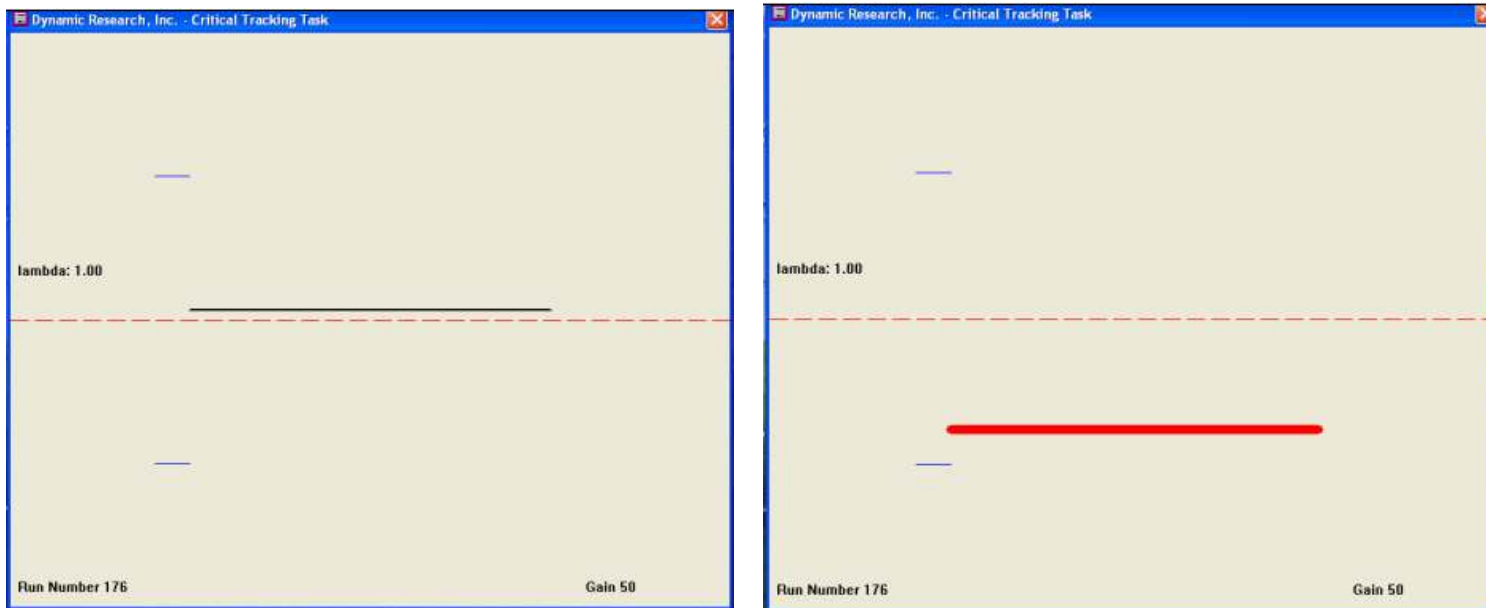 Dynamic Research, Inc. - Critical Tracking Task
lambda: 1.00
Run Number 176
Gain 50
Dynamic Research, Inc. - Critical Tracking Task
lambda: 1.00
Run Number 176
Gain 50